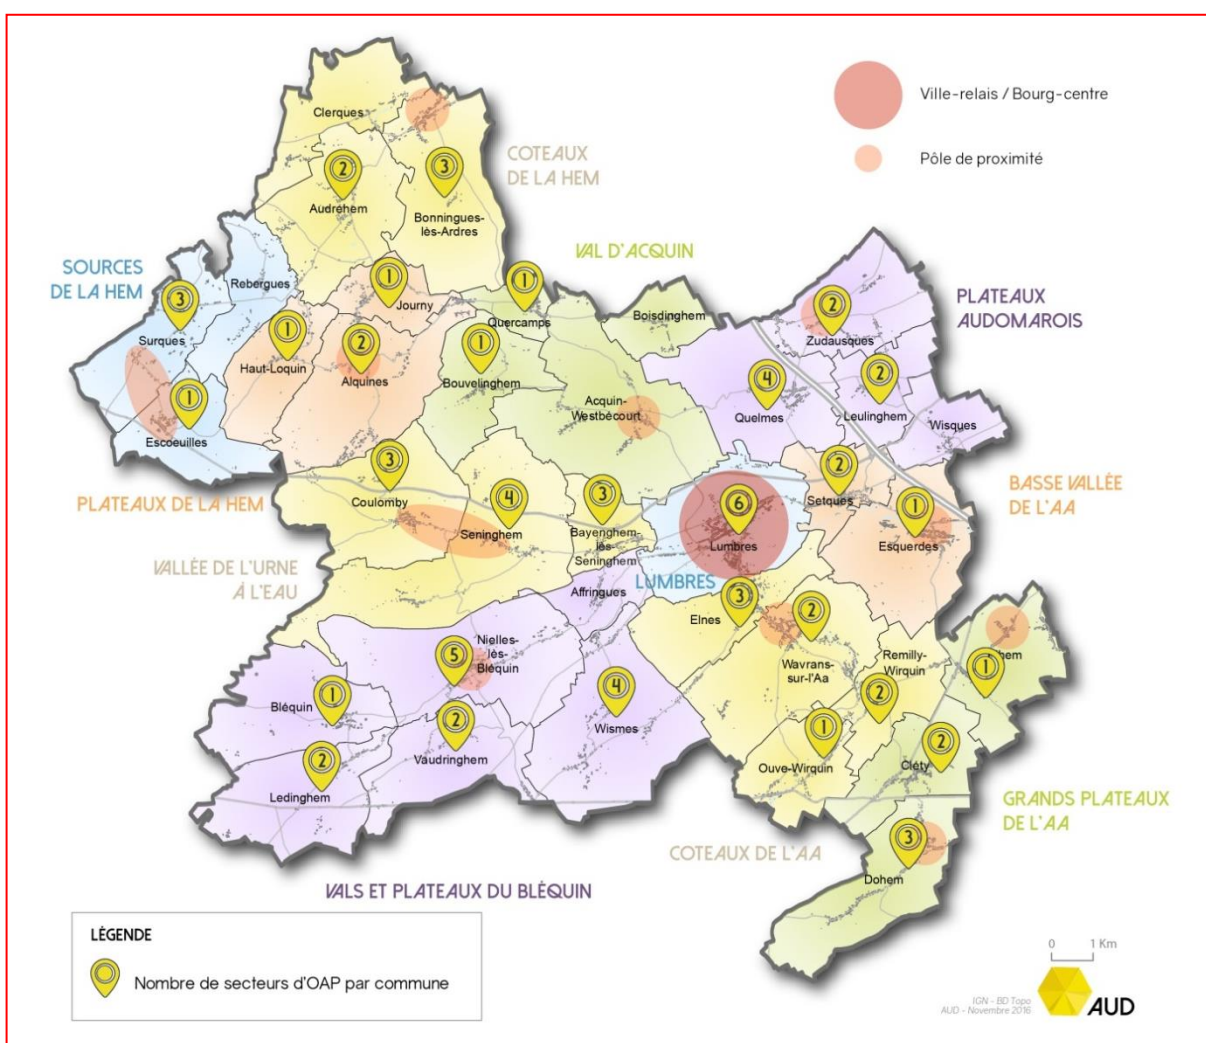 Ville-relais / Bourg-centre
Pôle de proximité
Clerques
COTEAUX
DE LA HEM
2
Audrehem
3
Bonningues-
lès-Ardres
VAL D'ACQUIN
SOURCES
DE LA HEM
Rebergues
3
Surques
1
Journy
1
Quercamps
Boisdinghem
PLATEAUX
AUDOMAROIS
2
Zudausques
1
Haut-Loquin
2
Alquines
1
Bouvelinghem
4
Quelmes
2
Leulinghem
Wisques
1
Escoeuilles
Acquin-
Westbécourt
PLATEAUX DE LA HEM
3
Coulomby
4
Seninghem
3
Bayenghem-
lès-
Seninghem
6
Lumbres
LUMBRES
2
Setques
1
Esquerdes
BASSE VALLÉE
DE L'AA
VALLÉE DE L'URNE
À L'EAU
Affringues
3
Elnes
2
Wavrans-
sur-l'Aa
Remilly-
Wirquin
2
1
5
Nielles-
lès-
Bléquin
4
Wismes
1
Bléquin
2
Vaudringhem
2
Ledinghem
1
Ouve-Wirquin
2
Cléty
GRANDS PLATEAUX
DE L'AA
3
Dohem
COTEAUX DE L'AA
VALS ET PLATEAUX DU BLÉQUIN
LÉGENDE
Nombre de secteurs d'OAP par commune
0 1 Km
IGN - BD Topo
AUD - Novembre 2016
AUD